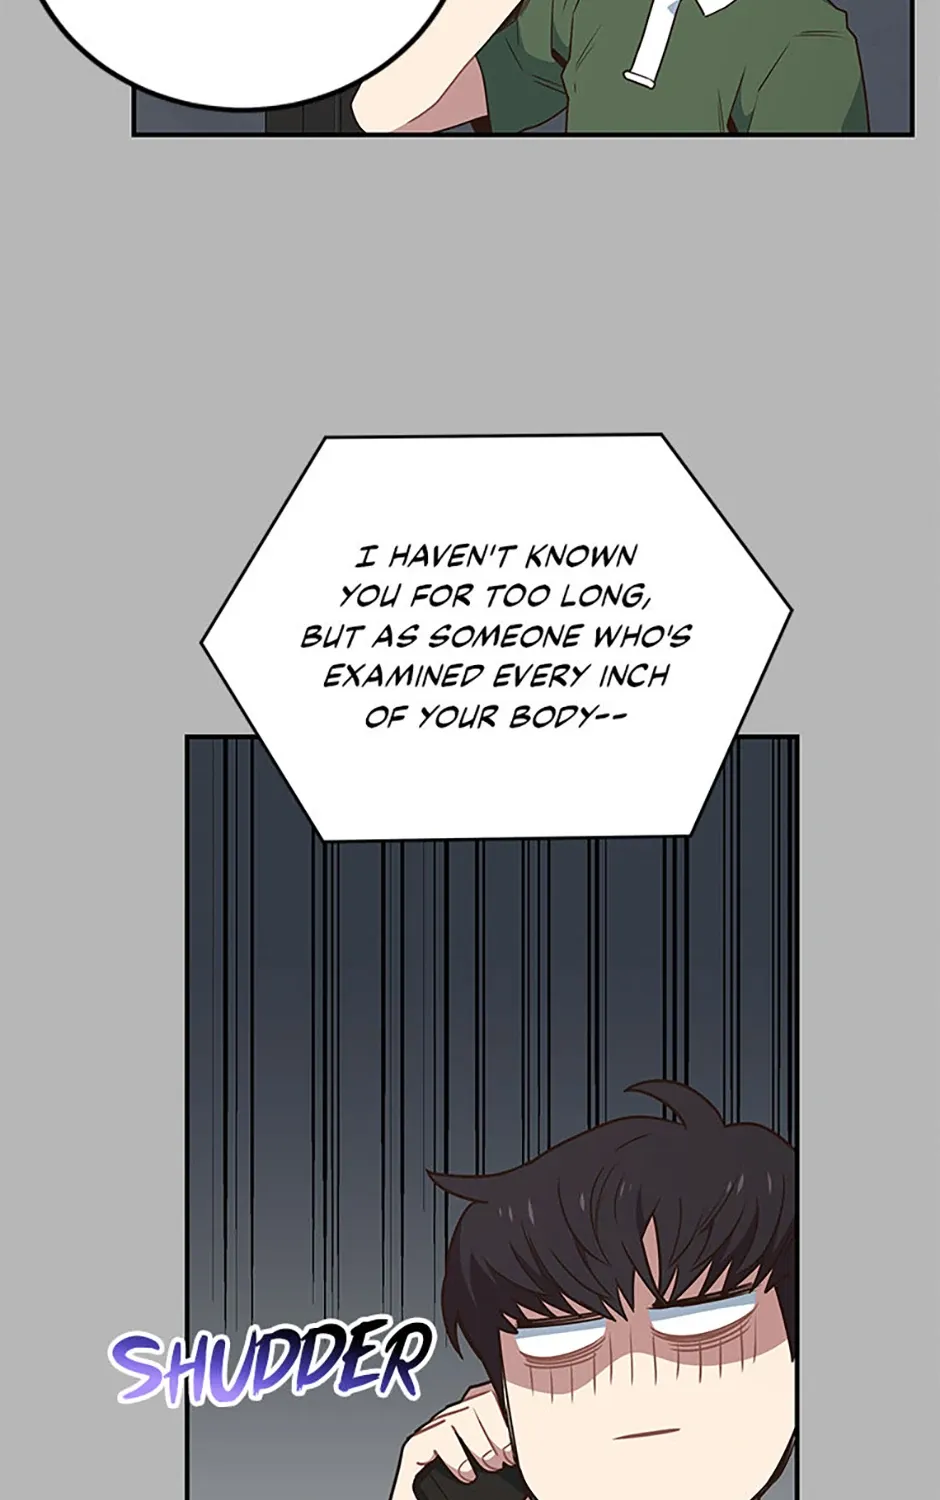 I HAVEN'T KNOWN
YOU FOR TOO LONG,
BUT AS SOMEONE WHO'S
EXAMINED EVERY INCH
OF YOUR BODY--
SHUDDER